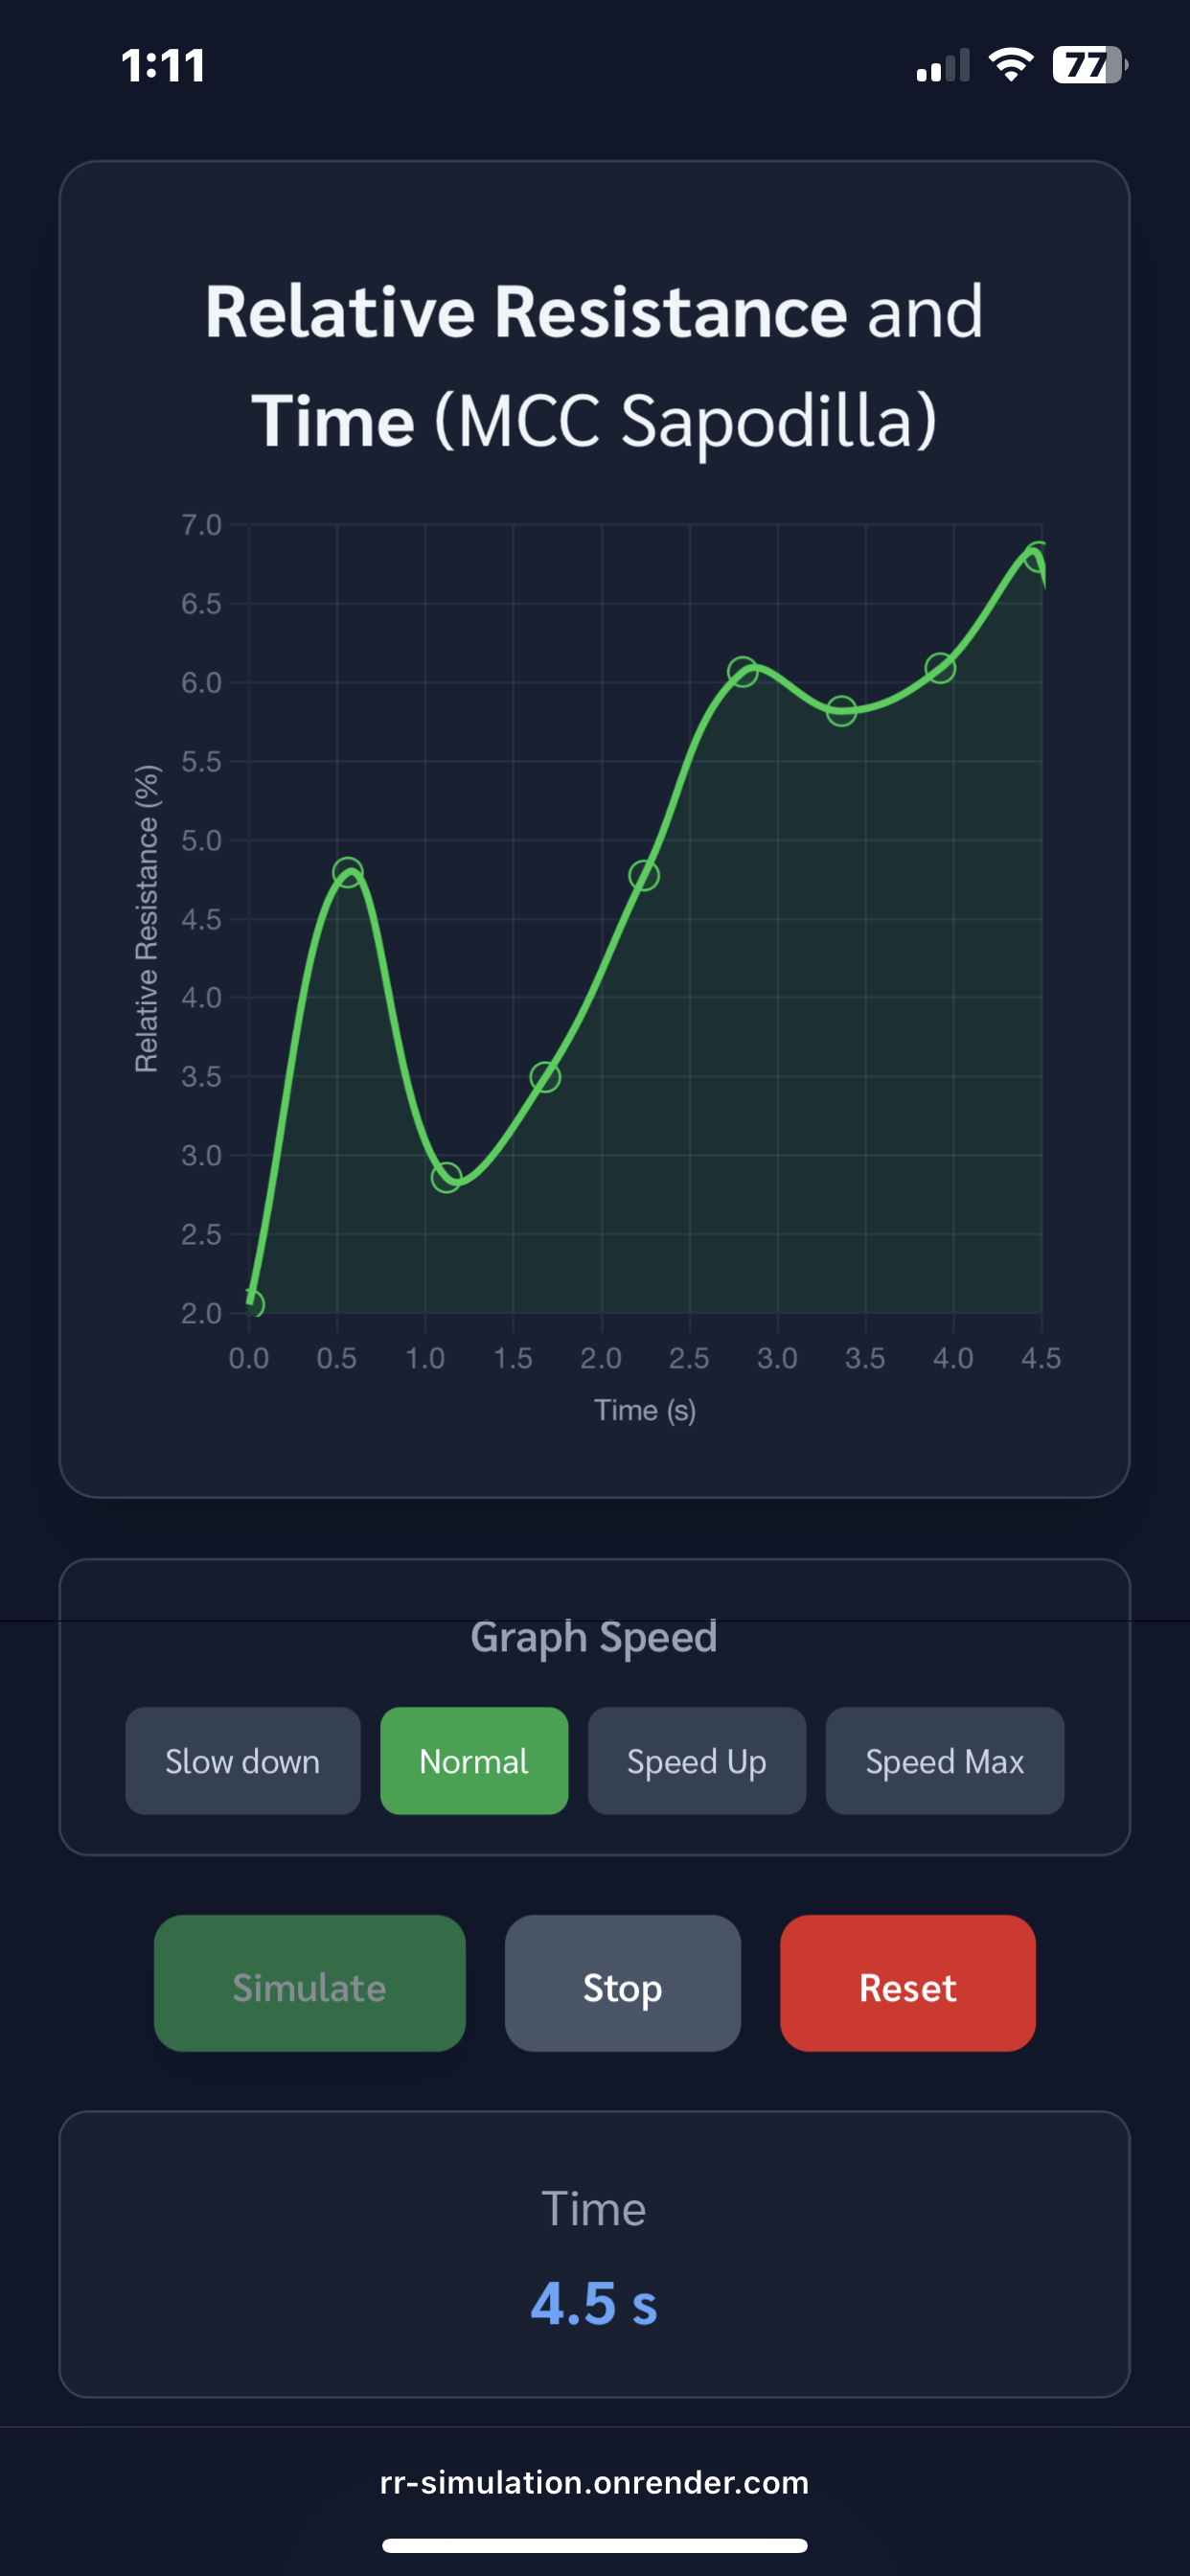 1:11
77
Relative Resistance and
Time (MCC Sapodilla)
Relative Resistance (%)
7.0
6.5
6.0
5.5
5.0
4.5
4.0
3.5
3.0
2.5
2.0
0.0 0.5 1.0 1.5 2.0 2.5 3.0 3.5 4.0 4.5
Time (s)
Graph Speed
Slow down Normal Speed Up Speed Max
Simulate Stop Reset
Time
4.5 s
rr-simulation.onrender.com